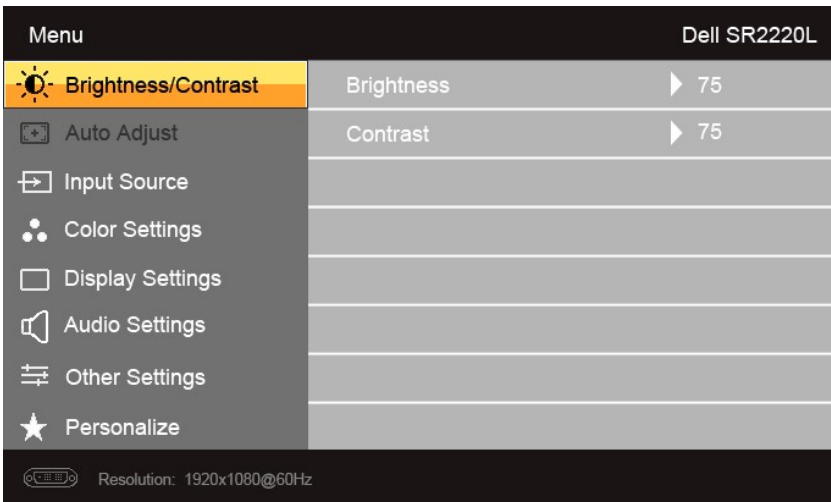 Menu Dell SR2220L
Brightness/Contrast Brightness 75
Auto Adjust Contrast 75
Input Source
Color Settings
Display Settings
Audio Settings
Other Settings
Personalize
Resolution: 1920x1080@60Hz